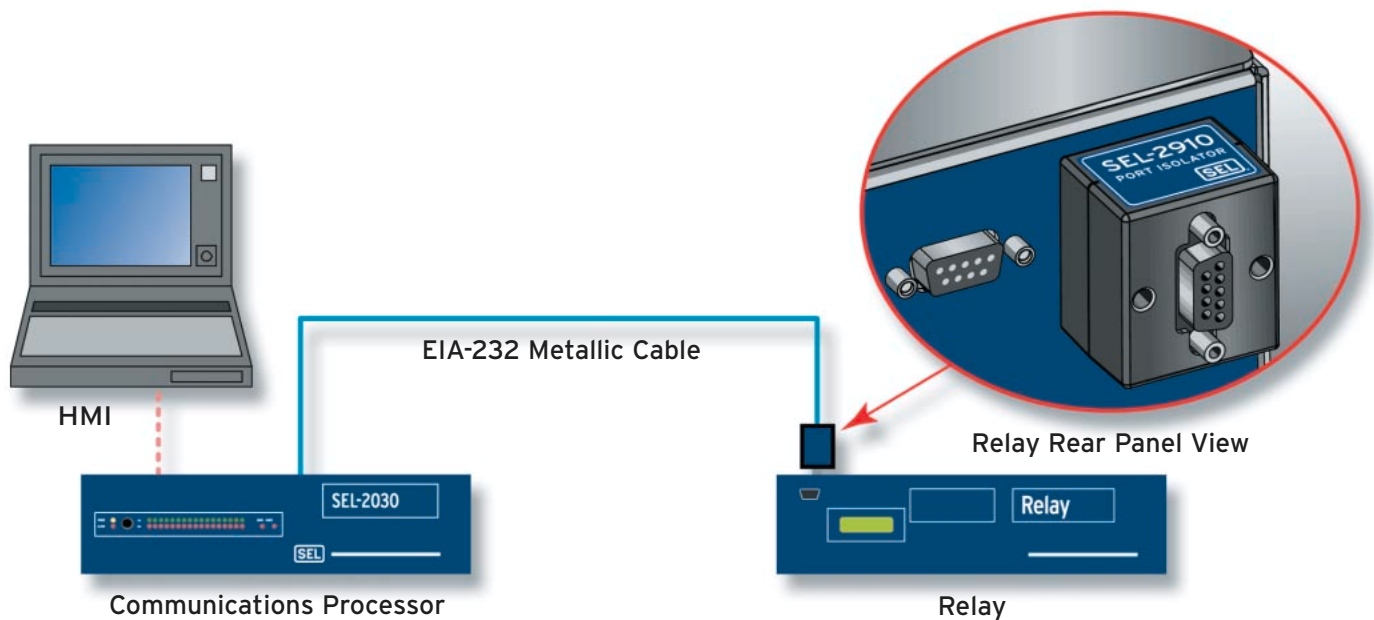 SEL-2910
PORT ISOLATOR
SEL
EIA-232 Metallic Cable
HMI
Relay Rear Panel View
SEL-2030
SEL
Relay
Communications Processor
Relay